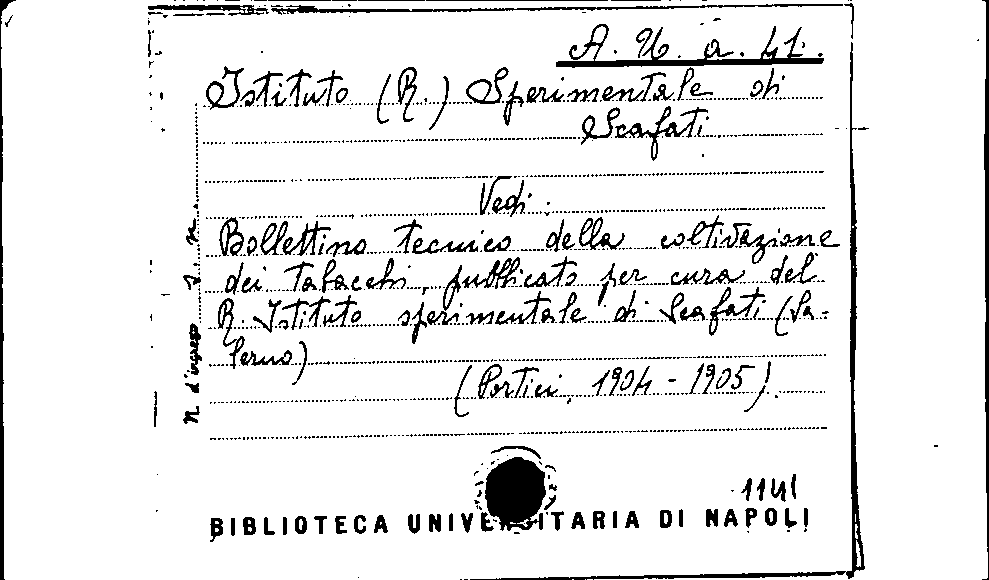 A. U. a. 41.
Istituto (R.) Sperimentale di
Scafati
Vedi:
Bollettino tecnico della coltivazione
dei tabacchi, pubblicato per cura del
R. Istituto sperimentale di Scafati (Sa-
lerno)
(Portici, 1904 - 1905).
N. d'ingresso s. n.
1141
BIBLIOTECA UNIVERSITARIA DI NAPOLI